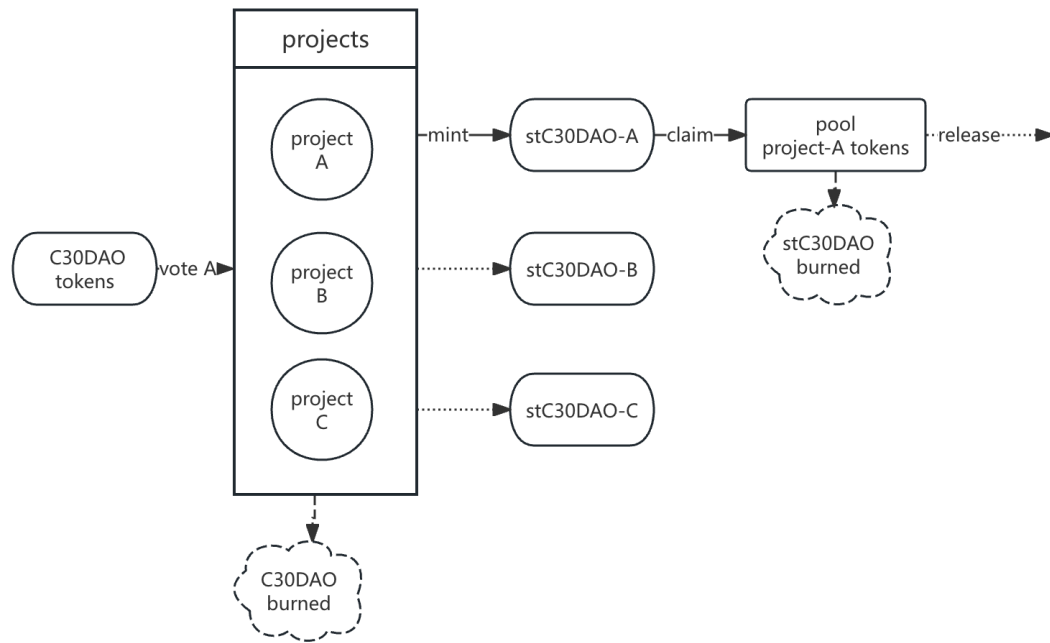 projects
project
A
mint
stC30DAO-A
claim
pool
project-A tokens
release
stC30DAO
burned
C30DAO
tokens
vote A
project
B
stC30DAO-B
project
C
stC30DAO-C
C30DAO
burned